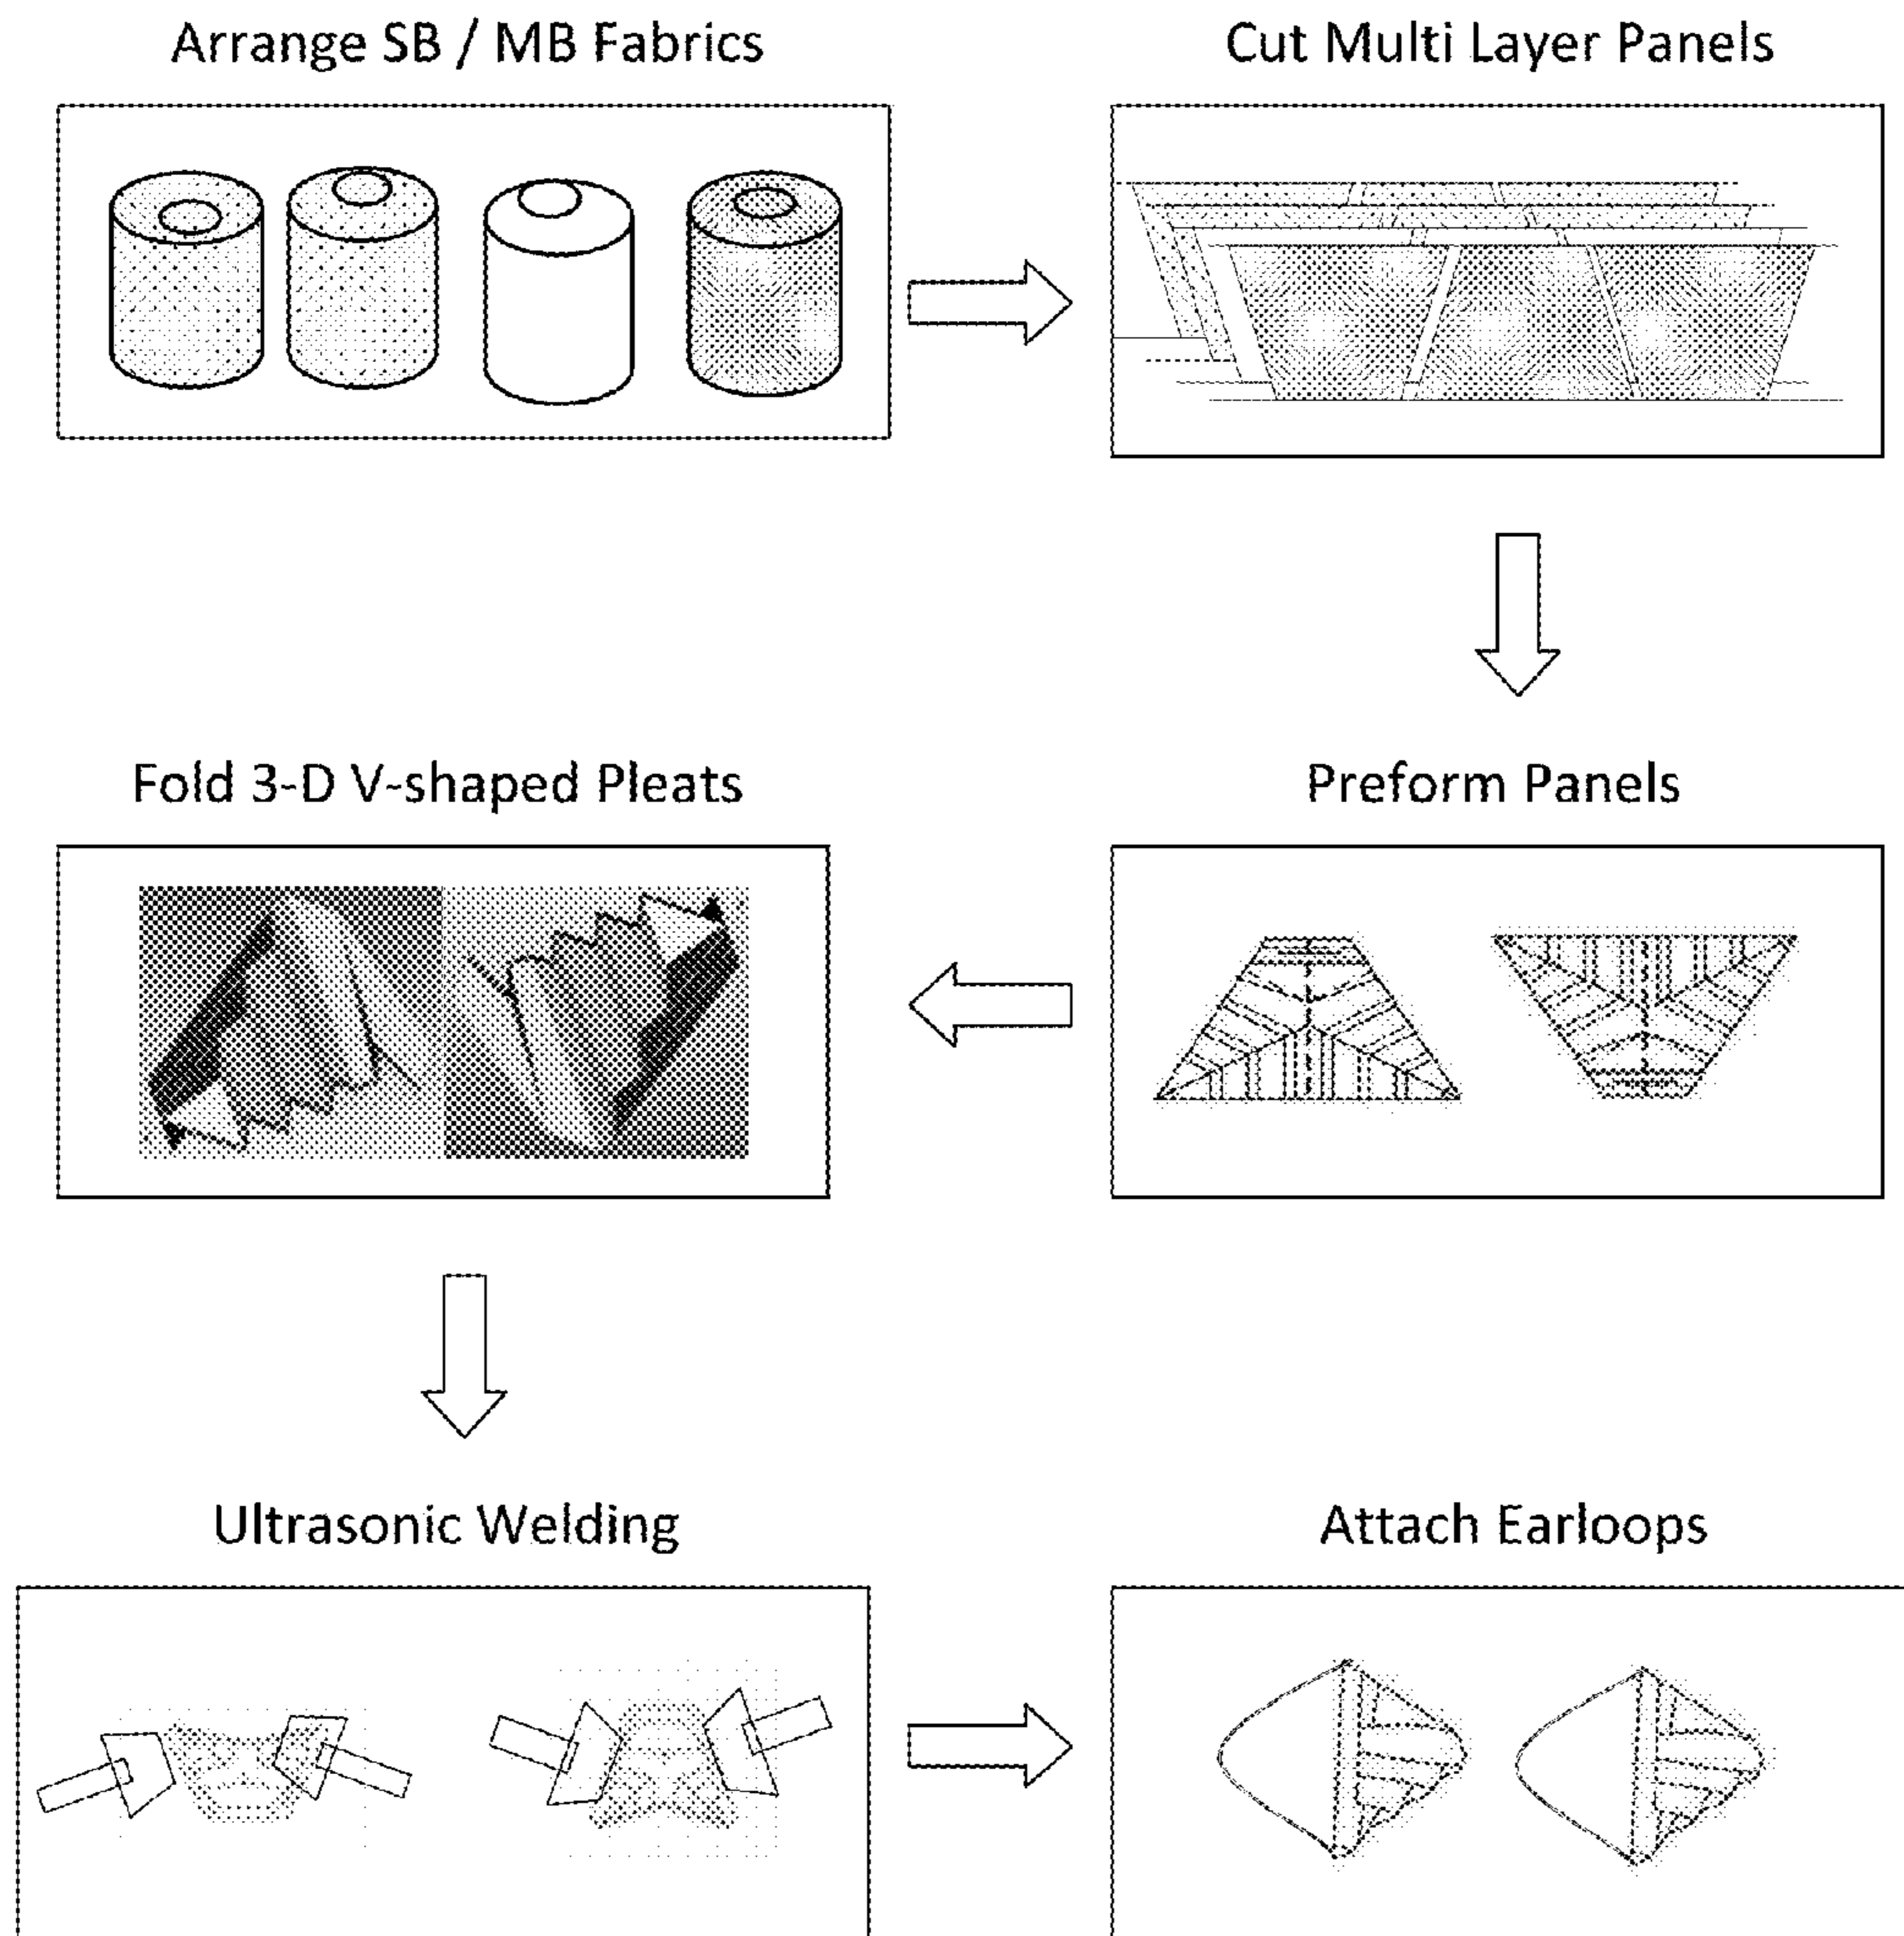 Arrange SB / MB Fabrics
Cut Multi Layer Panels
Fold 3-D V-shaped Pleats
Preform Panels
Ultrasonic Welding
Attach Earloops